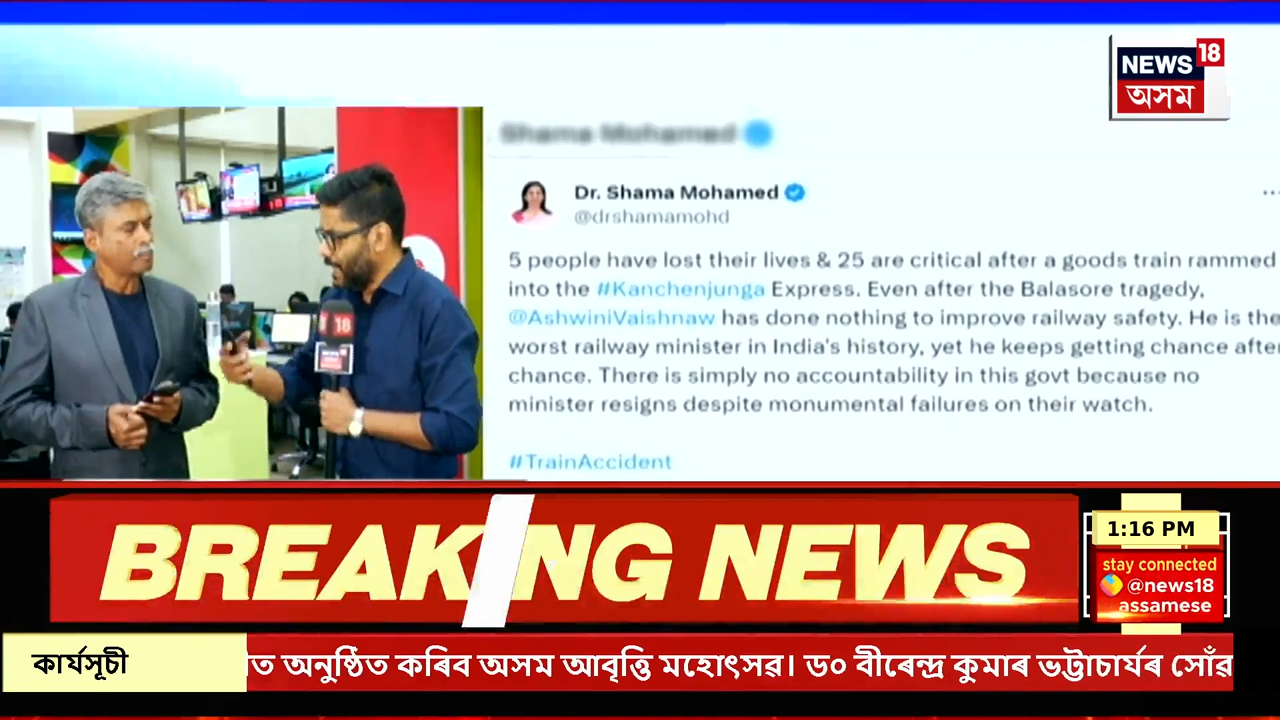 NEWS 18
অসম
Shama Mohamed
Dr. Shama Mohamed
@drshamamohd
5 people have lost their lives & 25 are critical after a goods train rammed
into the #Kanchenjunga Express. Even after the Balasore tragedy,
@AshwiniVaishnaw has done nothing to improve railway safety. He is the
worst railway minister in India's history, yet he keeps getting chance after
chance. There is simply no accountability in this govt because no
minister resigns despite monumental failures on their watch.
#TrainAccident
18
NEWS 18
BREAKING NEWS
1:16 PM
stay connected
@news18
assamese
কাৰ্যসূচী
অনুষ্ঠিত কৰিব অসম আবৃত্তি মহোৎসৱ। ড০ বীৰেন্দ্ৰ কুমাৰ ভট্টাচাৰ্যৰ